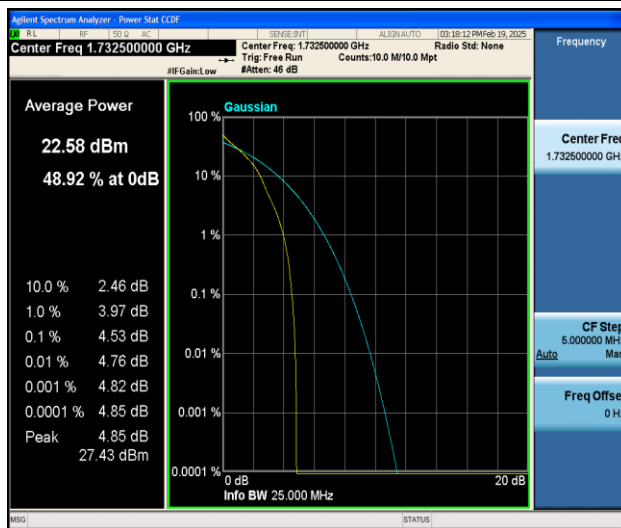 Agilent Spectrum Analyzer - Power Stat CCDF
RL RF 50 Ω AC SENSE:INT ALIGN AUTO 03:18:12 PM Feb 19, 2025
Center Freq 1.732500000 GHz
Center Freq: 1.732500000 GHz Radio Std: None
Trig: Free Run Counts:10.0 M/10.0 Mpt
#IFGain:Low #Atten: 46 dB
Frequency
Average Power
22.58 dBm
48.92 % at 0dB
10.0 % 2.46 dB
1.0 % 3.97 dB
0.1 % 4.53 dB
0.01 % 4.76 dB
0.001 % 4.82 dB
0.0001 % 4.85 dB
Peak 4.85 dB
27.43 dBm
Gaussian
100 %
10 %
1 %
0.1 %
0.01 %
0.001 %
0.0001 %
0 dB 20 dB
Info BW 25.000 MHz
Center Freq
1.732500000 GHz
CF Step
5.000000 MHz
Auto Man
Freq Offse
0 Hz
MSG STATUS